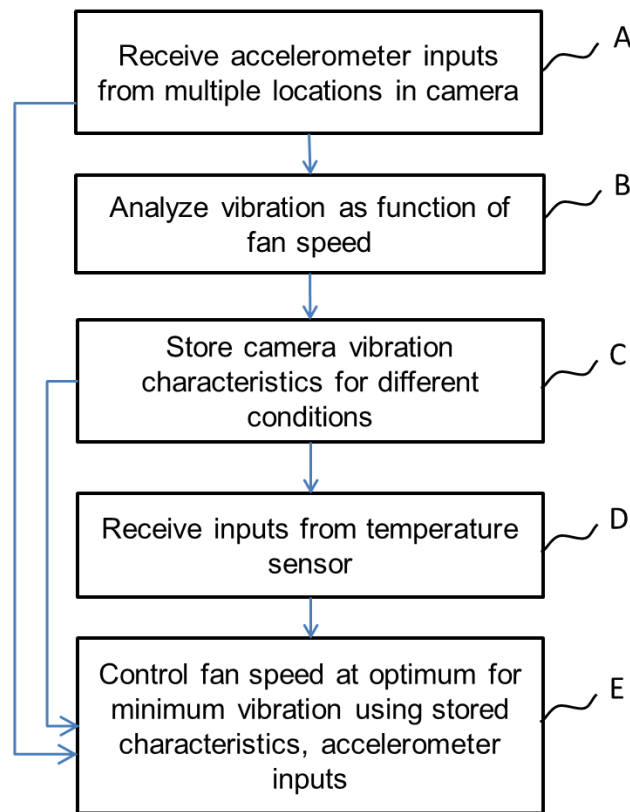 Receive accelerometer inputs
from multiple locations in camera
A
Analyze vibration as function of
fan speed
B
Store camera vibration
characteristics for different
conditions
C
Receive inputs from temperature
sensor
D
Control fan speed at optimum for
minimum vibration using stored
characteristics, accelerometer
inputs
E